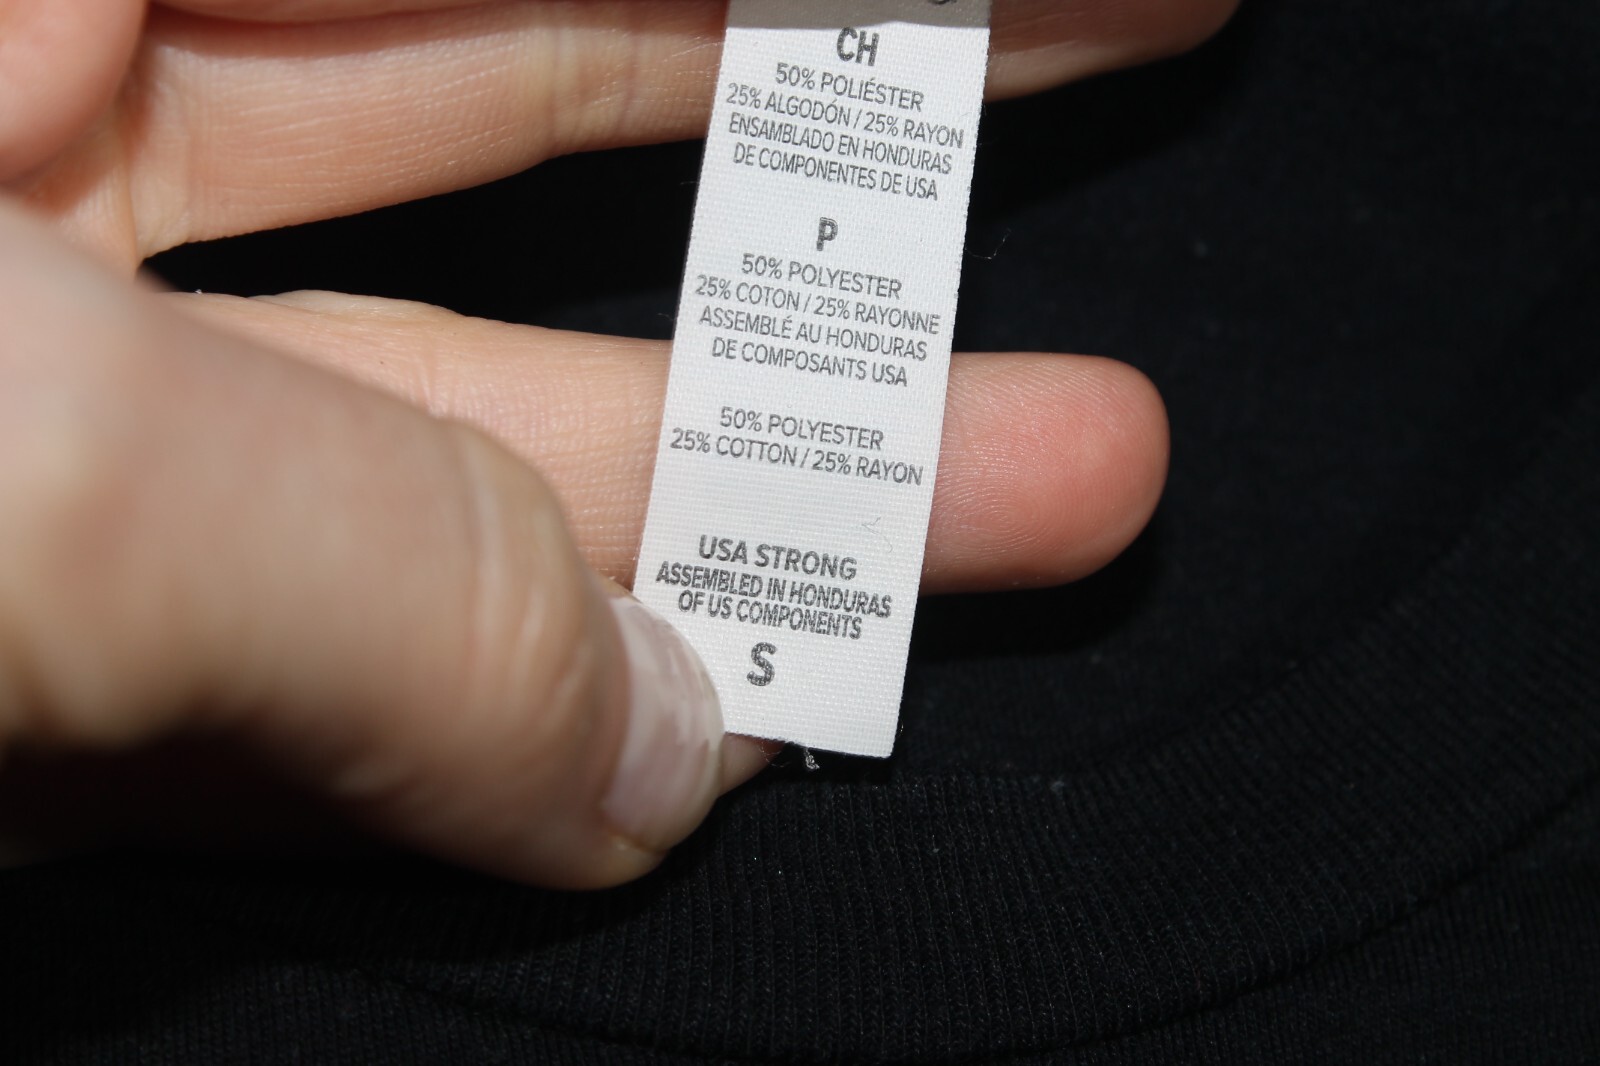 CH
50% POLIÉSTER
25% ALGODÓN / 25% RAYON
ENSAMBLADO EN HONDURAS
DE COMPONENTES DE USA
P
50% POLYESTER
25% COTON / 25% RAYONNE
ASSEMBLÉ AU HONDURAS
DE COMPOSANTS USA
50% POLYESTER
25% COTTON / 25% RAYON
USA STRONG
ASSEMBLED IN HONDURAS
OF US COMPONENTS
S